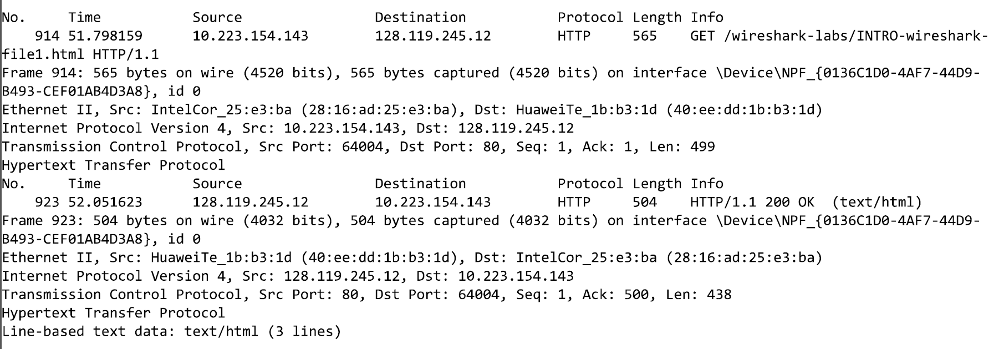 No.     Time           Source                Destination           Protocol Length Info
    914 51.798159      10.223.154.143        128.119.245.12        HTTP     565    GET /wireshark-labs/INTRO-wireshark-
file1.html HTTP/1.1
Frame 914: 565 bytes on wire (4520 bits), 565 bytes captured (4520 bits) on interface \Device\NPF_{0136C1D0-4AF7-44D9-
B493-CEF01AB4D3A8}, id 0
Ethernet II, Src: IntelCor_25:e3:ba (28:16:ad:25:e3:ba), Dst: HuaweiTe_1b:b3:1d (40:ee:dd:1b:b3:1d)
Internet Protocol Version 4, Src: 10.223.154.143, Dst: 128.119.245.12
Transmission Control Protocol, Src Port: 64004, Dst Port: 80, Seq: 1, Ack: 1, Len: 499
Hypertext Transfer Protocol
No.     Time           Source                Destination           Protocol Length Info
    923 52.051623      128.119.245.12        10.223.154.143        HTTP     504    HTTP/1.1 200 OK  (text/html)
Frame 923: 504 bytes on wire (4032 bits), 504 bytes captured (4032 bits) on interface \Device\NPF_{0136C1D0-4AF7-44D9-
B493-CEF01AB4D3A8}, id 0
Ethernet II, Src: HuaweiTe_1b:b3:1d (40:ee:dd:1b:b3:1d), Dst: IntelCor_25:e3:ba (28:16:ad:25:e3:ba)
Internet Protocol Version 4, Src: 128.119.245.12, Dst: 10.223.154.143
Transmission Control Protocol, Src Port: 80, Dst Port: 64004, Seq: 1, Ack: 500, Len: 438
Hypertext Transfer Protocol
Line-based text data: text/html (3 lines)